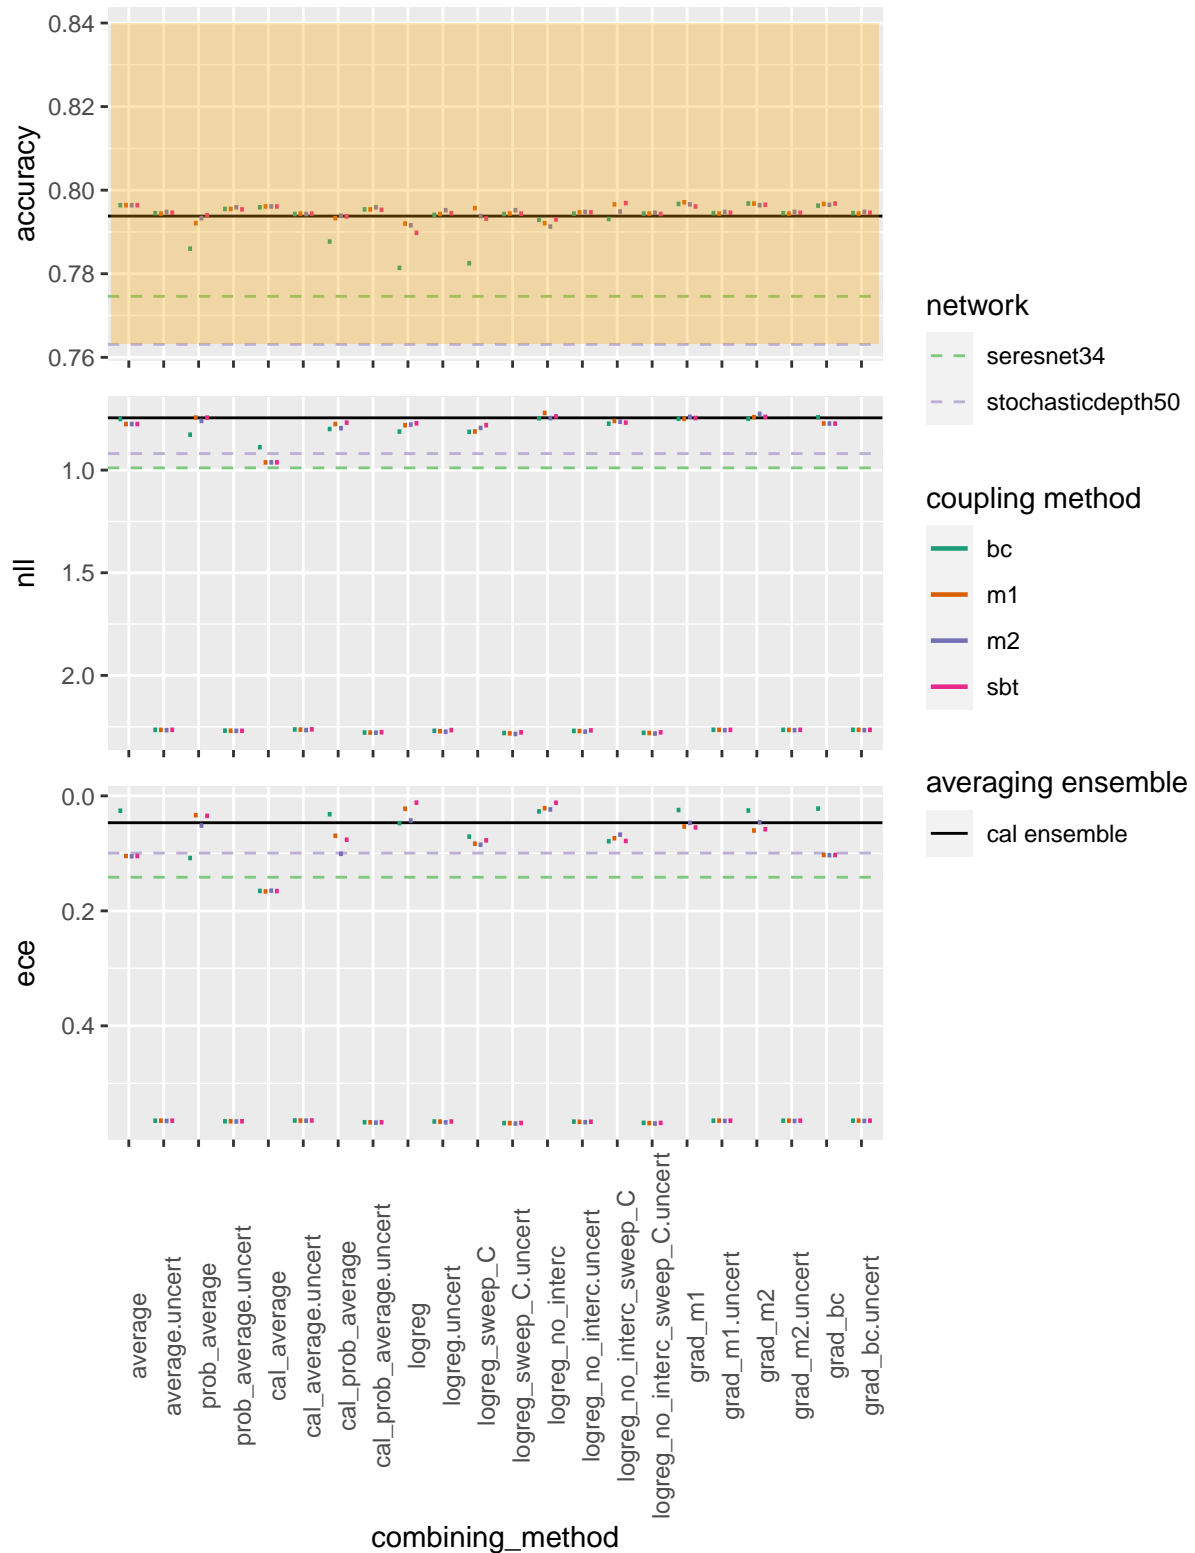 accuracy
0.84
0.82
0.80
0.78
0.76
nll
1.0
1.5
2.0
ece
0.0
0.2
0.4
average
average.uncert
prob_average
prob_average.uncert
cal_average
cal_average.uncert
cal_prob_average
cal_prob_average.uncert
logreg
logreg.uncert
logreg_sweep_C
logreg_sweep_C.uncert
logreg_no_interc
logreg_no_interc.uncert
logreg_no_interc_sweep_C
logreg_no_interc_sweep_C.uncert
grad_m1
grad_m1.uncert
grad_m2
grad_m2.uncert
grad_bc
grad_bc.uncert
combining_method
network
seresnet34
stochasticdepth50
coupling method
bc
m1
m2
sbt
averaging ensemble
cal ensemble